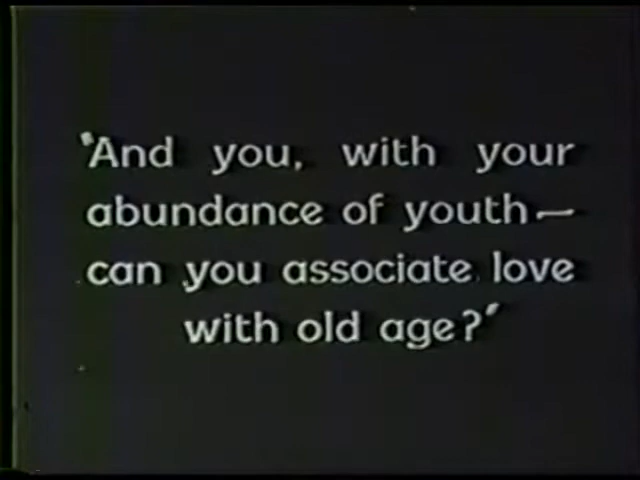 "And you, with your
abundance of youth—
can you associate love
with old age?"